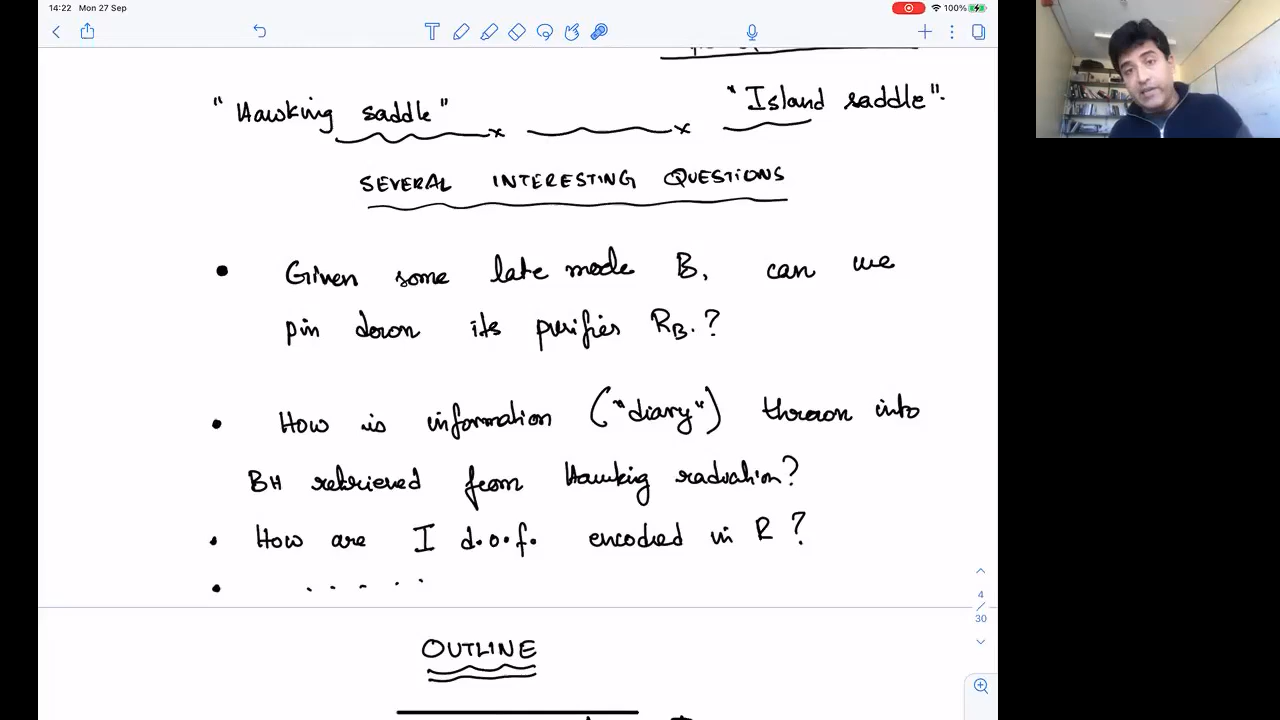 14:22 Mon 27 Sep
100%
"Hawking saddle" "Island saddle".
SEVERAL INTERESTING QUESTIONS
• Given some late mode B, can we
pin down its purifier R_B.?
• How is information ("diary") thrown into
BH retrieved from Hawking radiation?
• How are I d.o.f. encoded in R ?
• . . - . .
4
/
30
OUTLINE